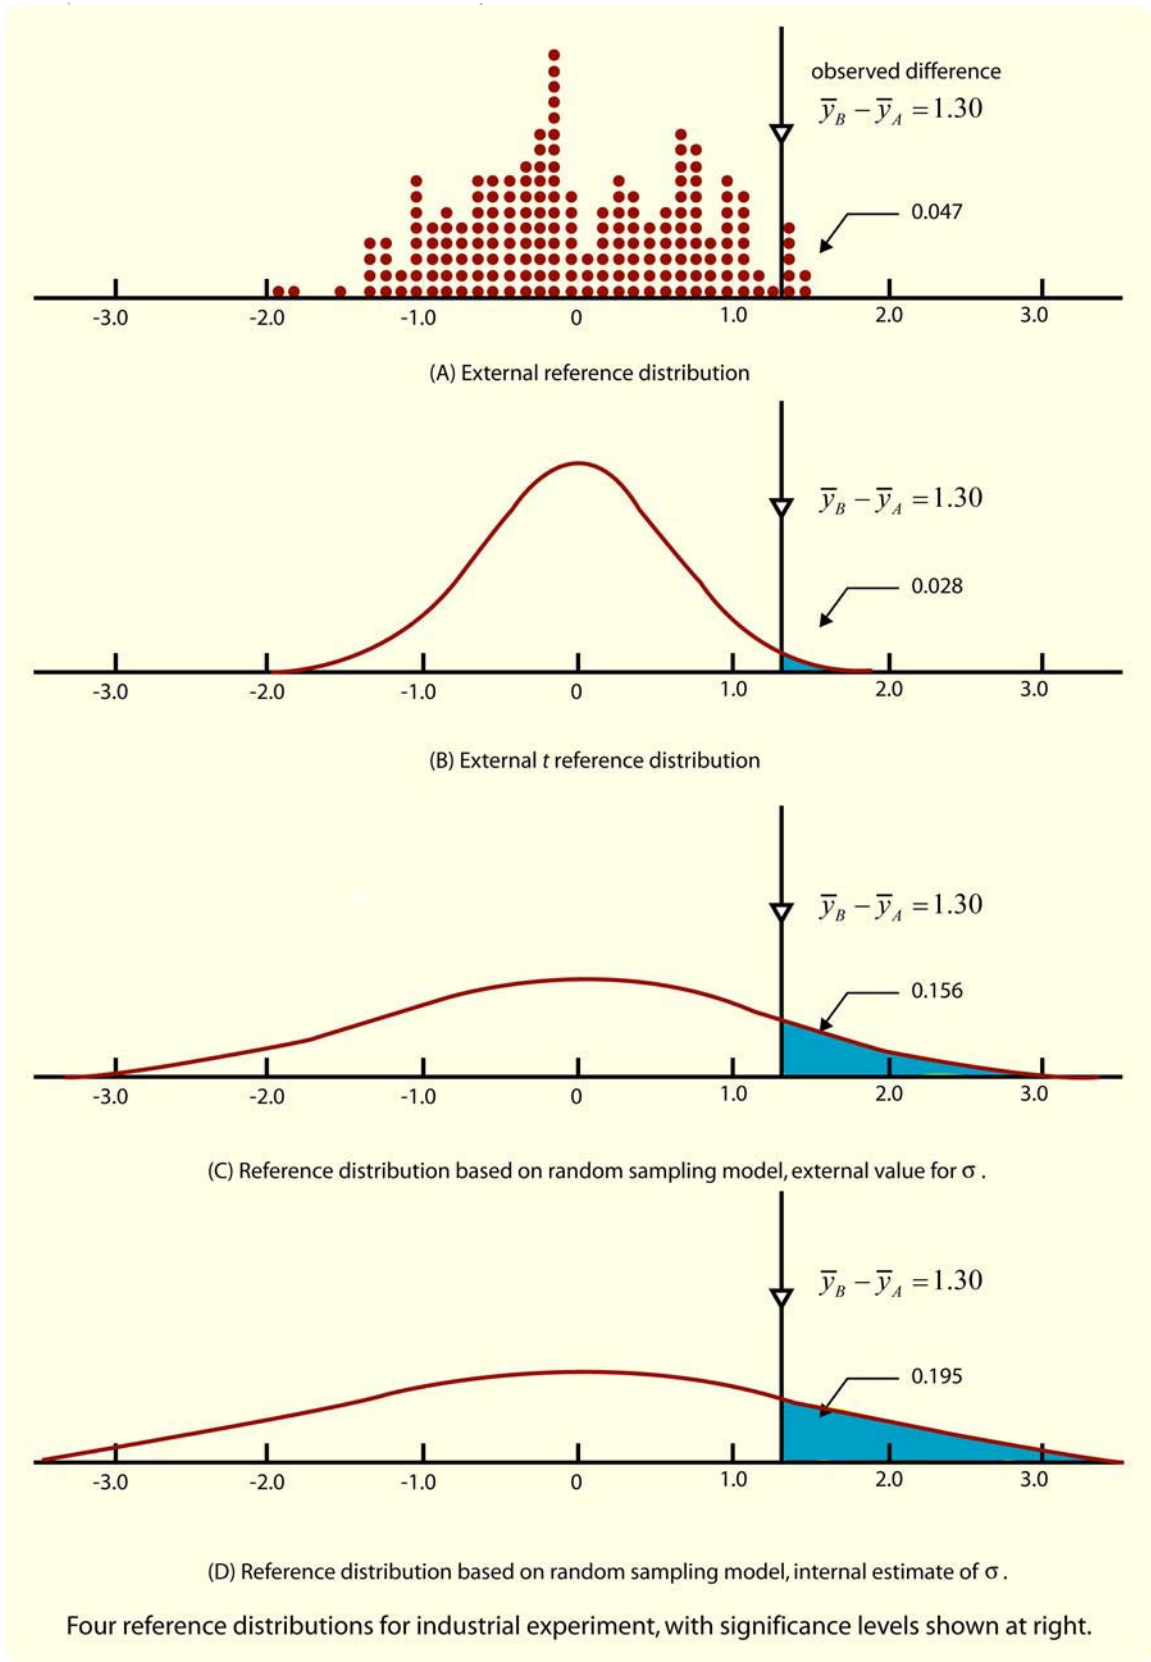 observed difference
ȳB − ȳA = 1.30
0.047
-3.0 -2.0 -1.0 0 1.0 2.0 3.0
(A) External reference distribution
ȳB − ȳA = 1.30
0.028
-3.0 -2.0 -1.0 0 1.0 2.0 3.0
(B) External t reference distribution
ȳB − ȳA = 1.30
0.156
-3.0 -2.0 -1.0 0 1.0 2.0 3.0
(C) Reference distribution based on random sampling model, external value for σ .
ȳB − ȳA = 1.30
0.195
-3.0 -2.0 -1.0 0 1.0 2.0 3.0
(D) Reference distribution based on random sampling model, internal estimate of σ .
Four reference distributions for industrial experiment, with significance levels shown at right.